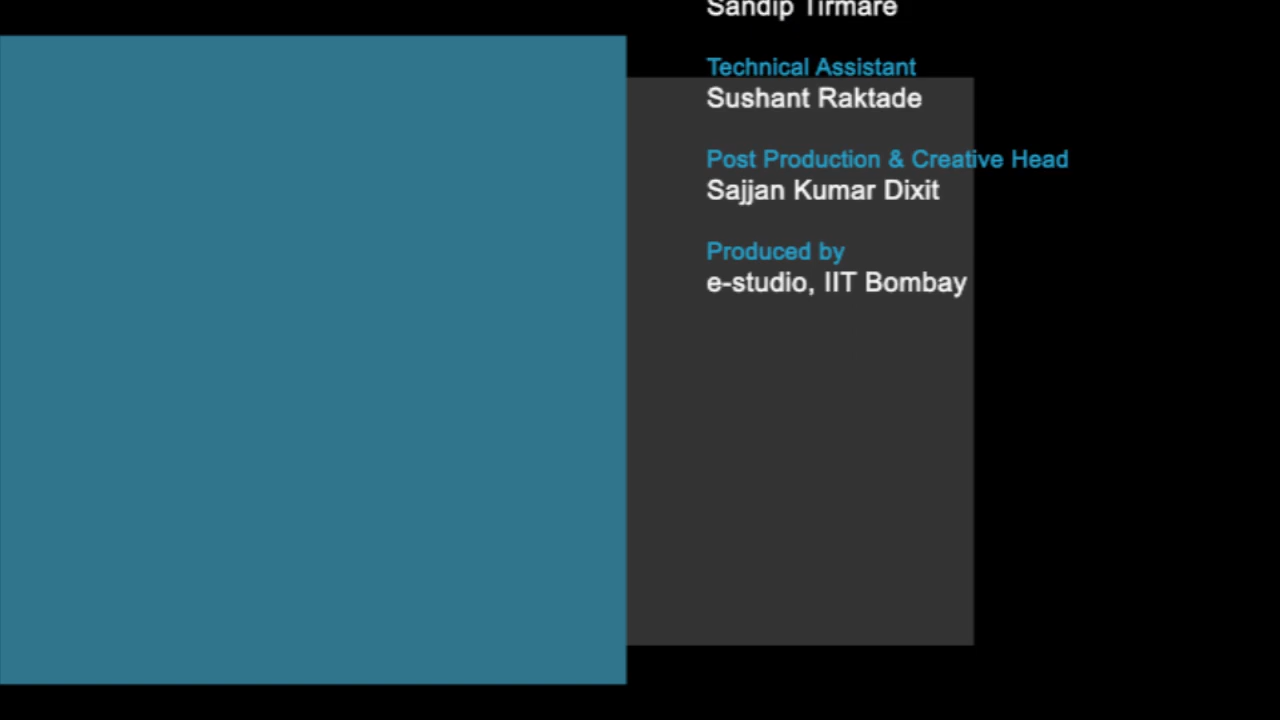 Sandip Tirmare
Technical Assistant
Sushant Raktade
Post Production & Creative Head
Sajjan Kumar Dixit
Produced by
e-studio, IIT Bombay